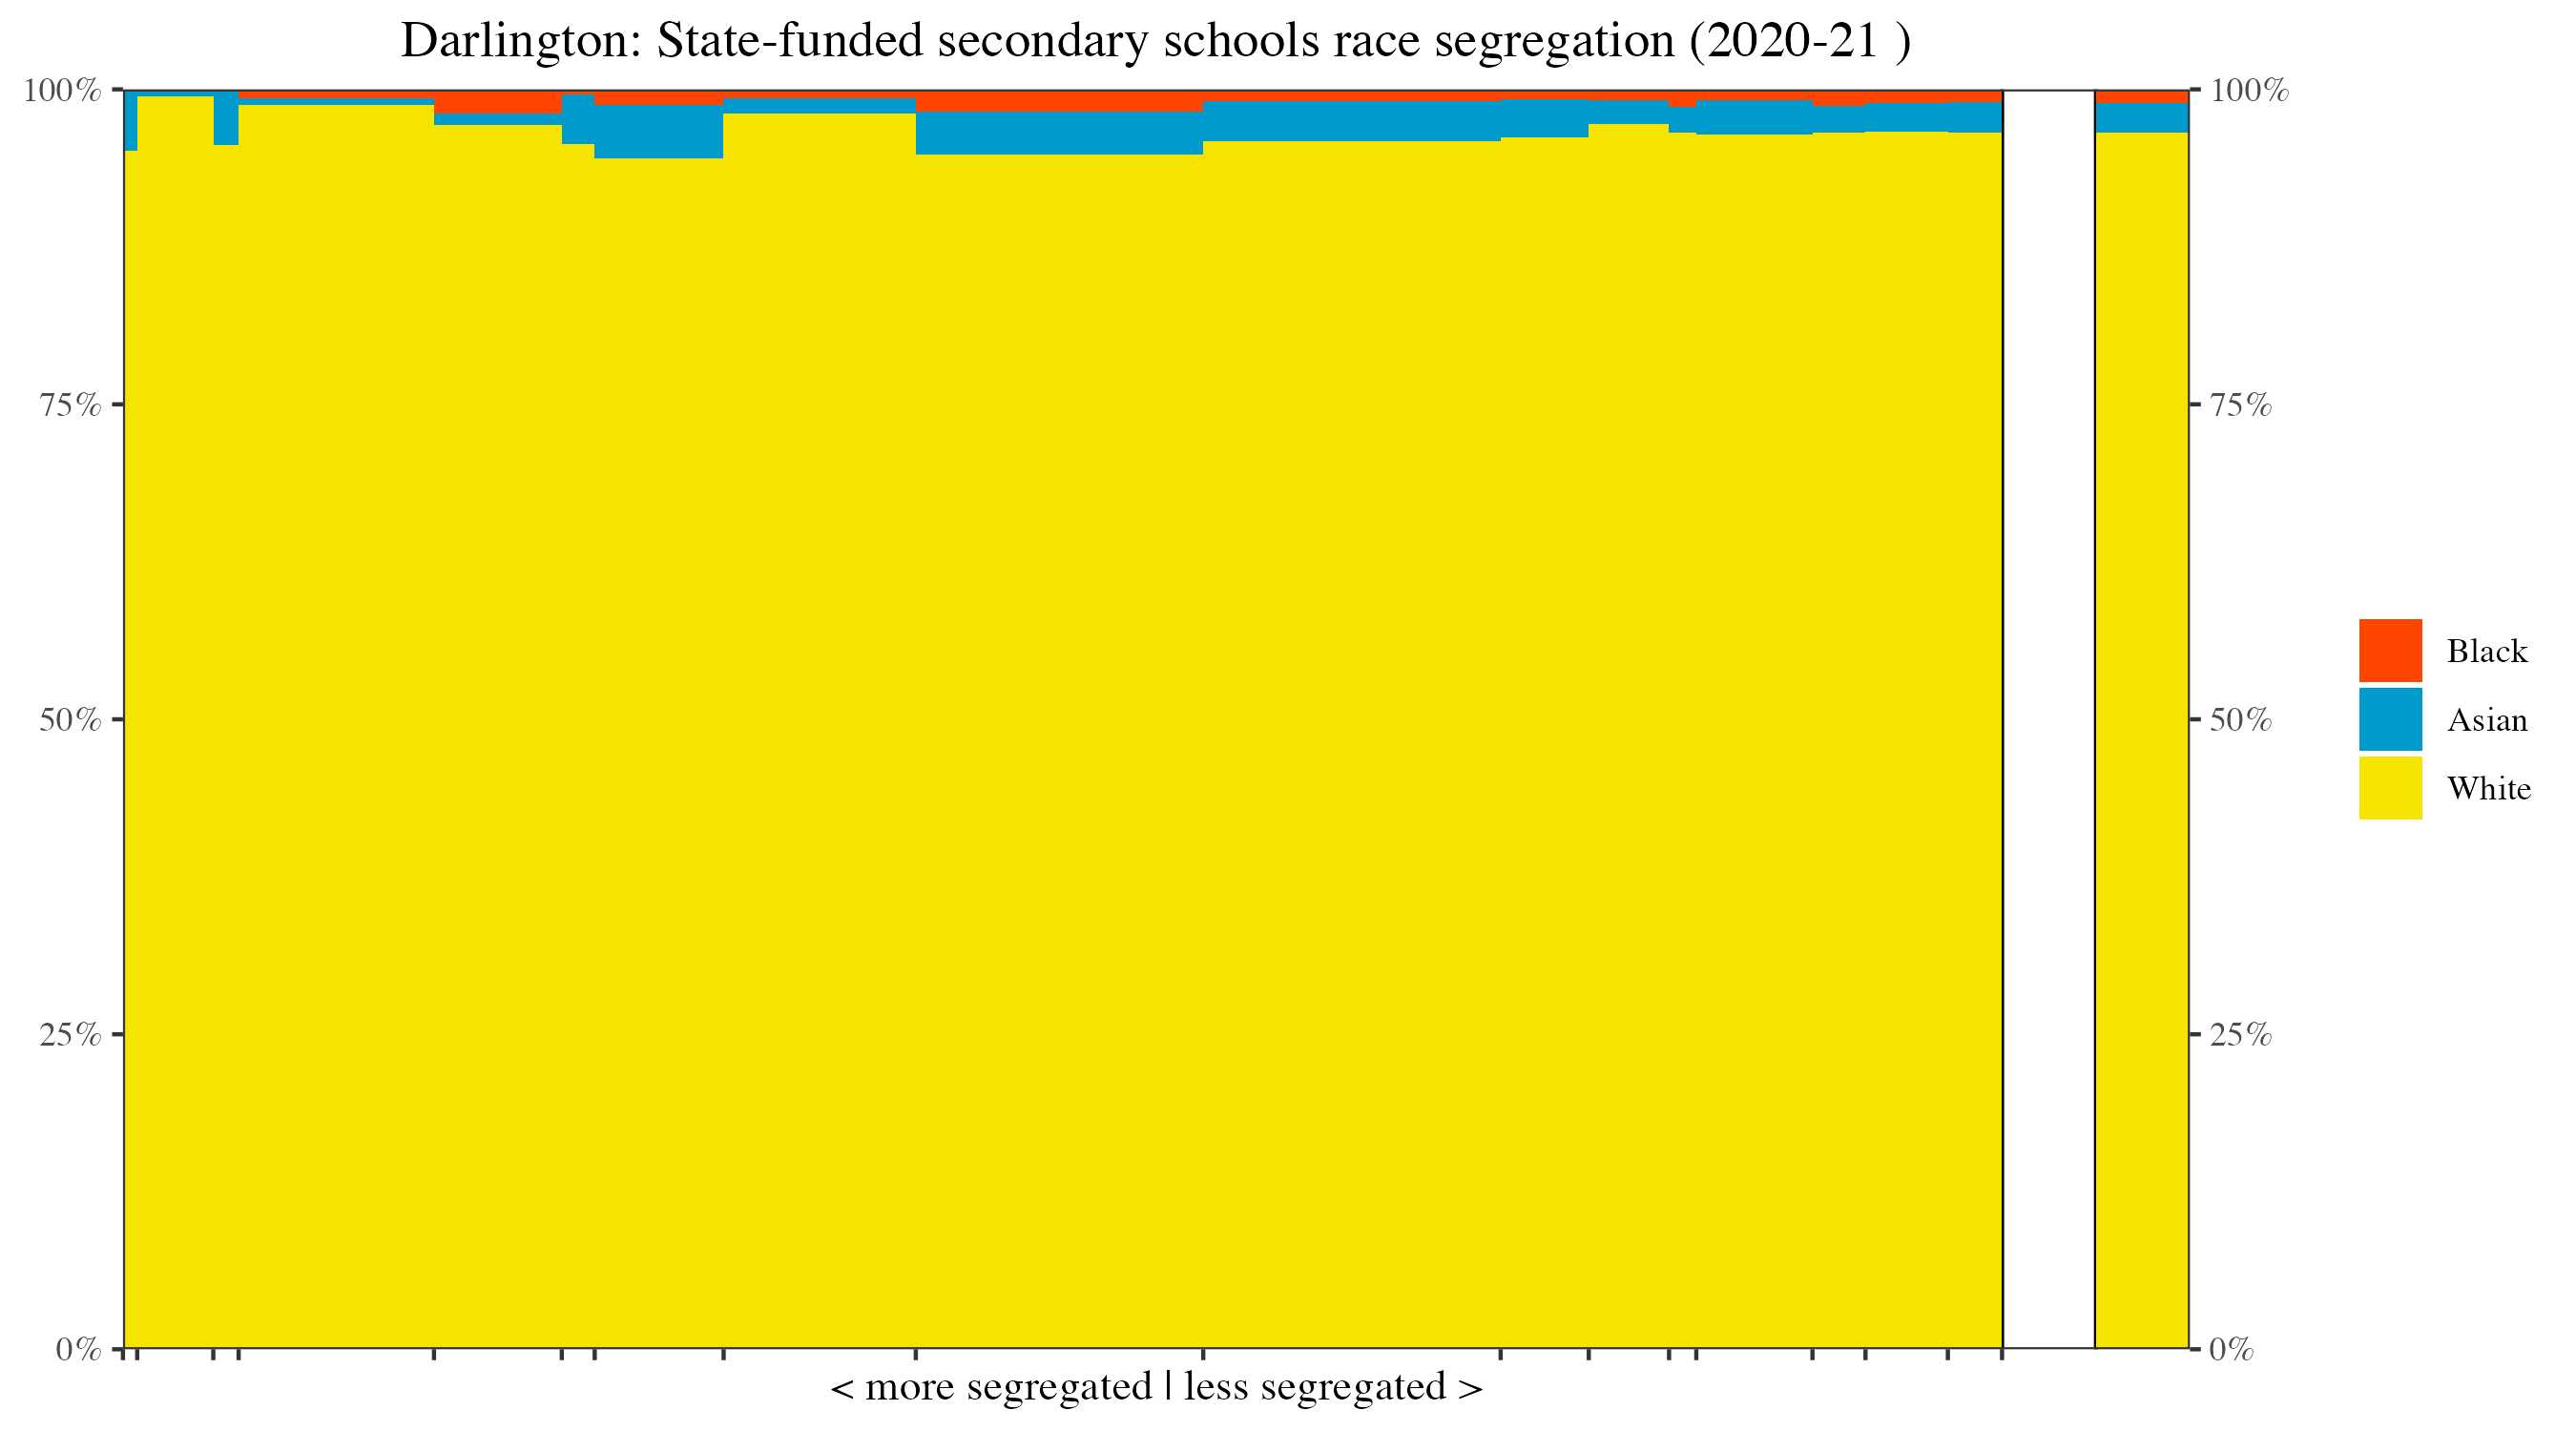 Darlington: State-funded secondary schools race segregation (2020-21 )
100%
75%
50%
25%
0%
100%
75%
50%
25%
0%
Black
Asian
White
< more segregated | less segregated >